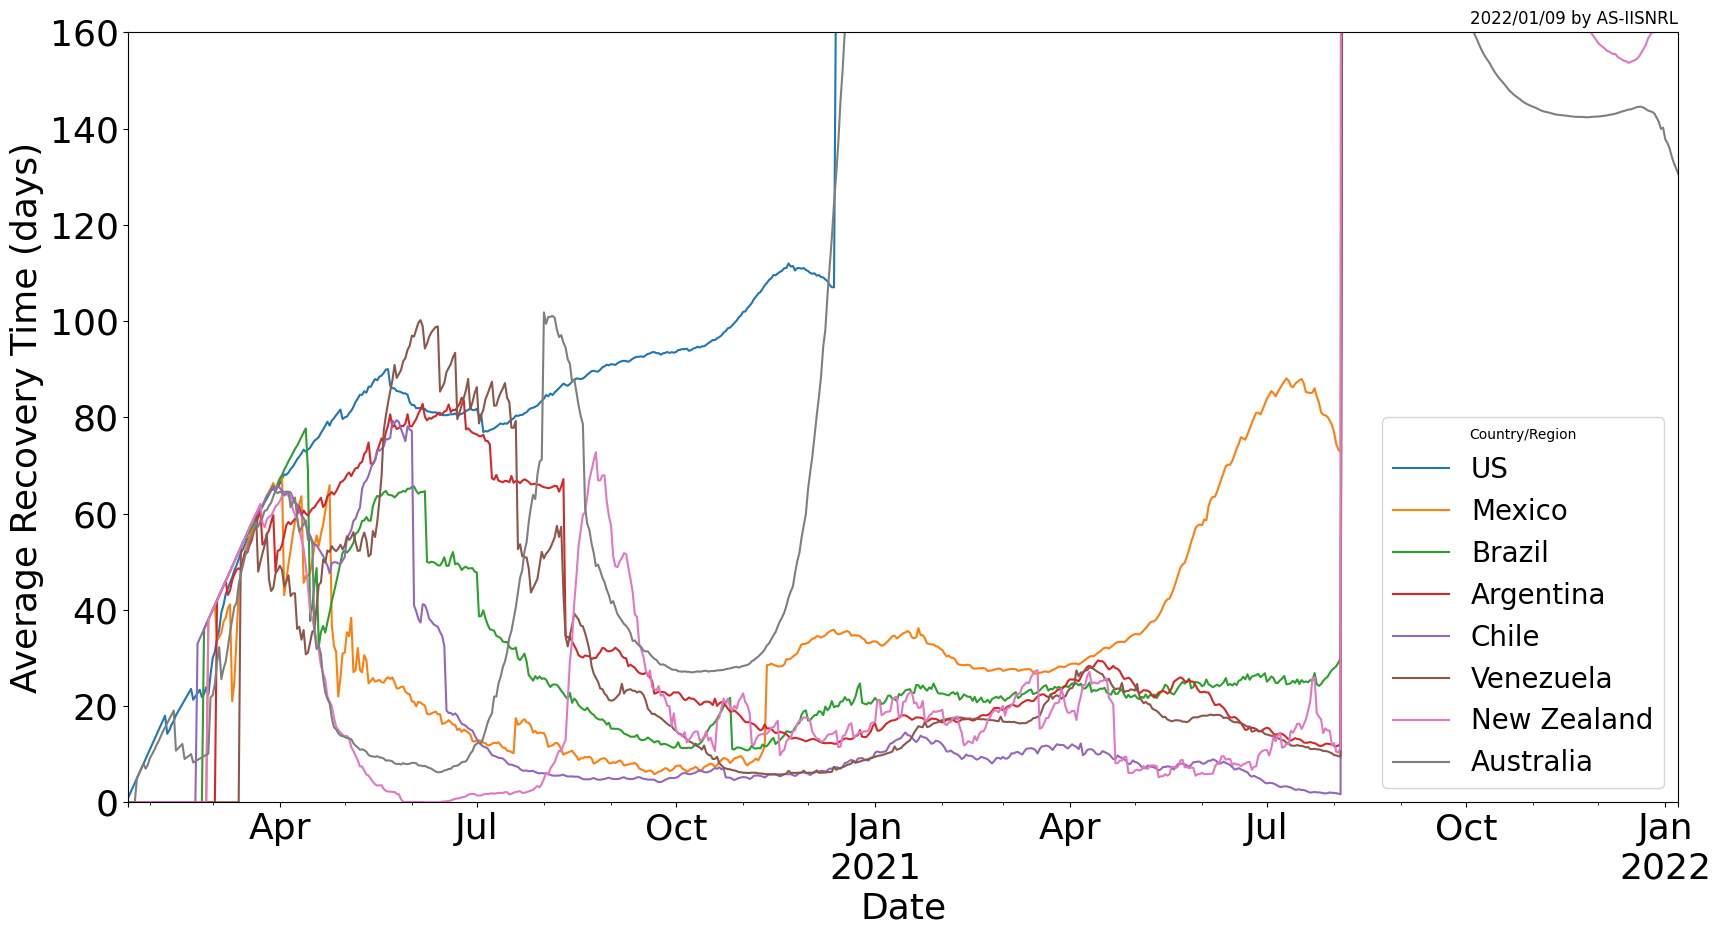 2022/01/09 by AS-IISNRL
160
140
120
100
80
60
40
20
0
Average Recovery Time (days)
Country/Region
US
Mexico
Brazil
Argentina
Chile
Venezuela
New Zealand
Australia
Apr Jul Oct Jan Apr Jul Oct Jan
2021 2022
Date